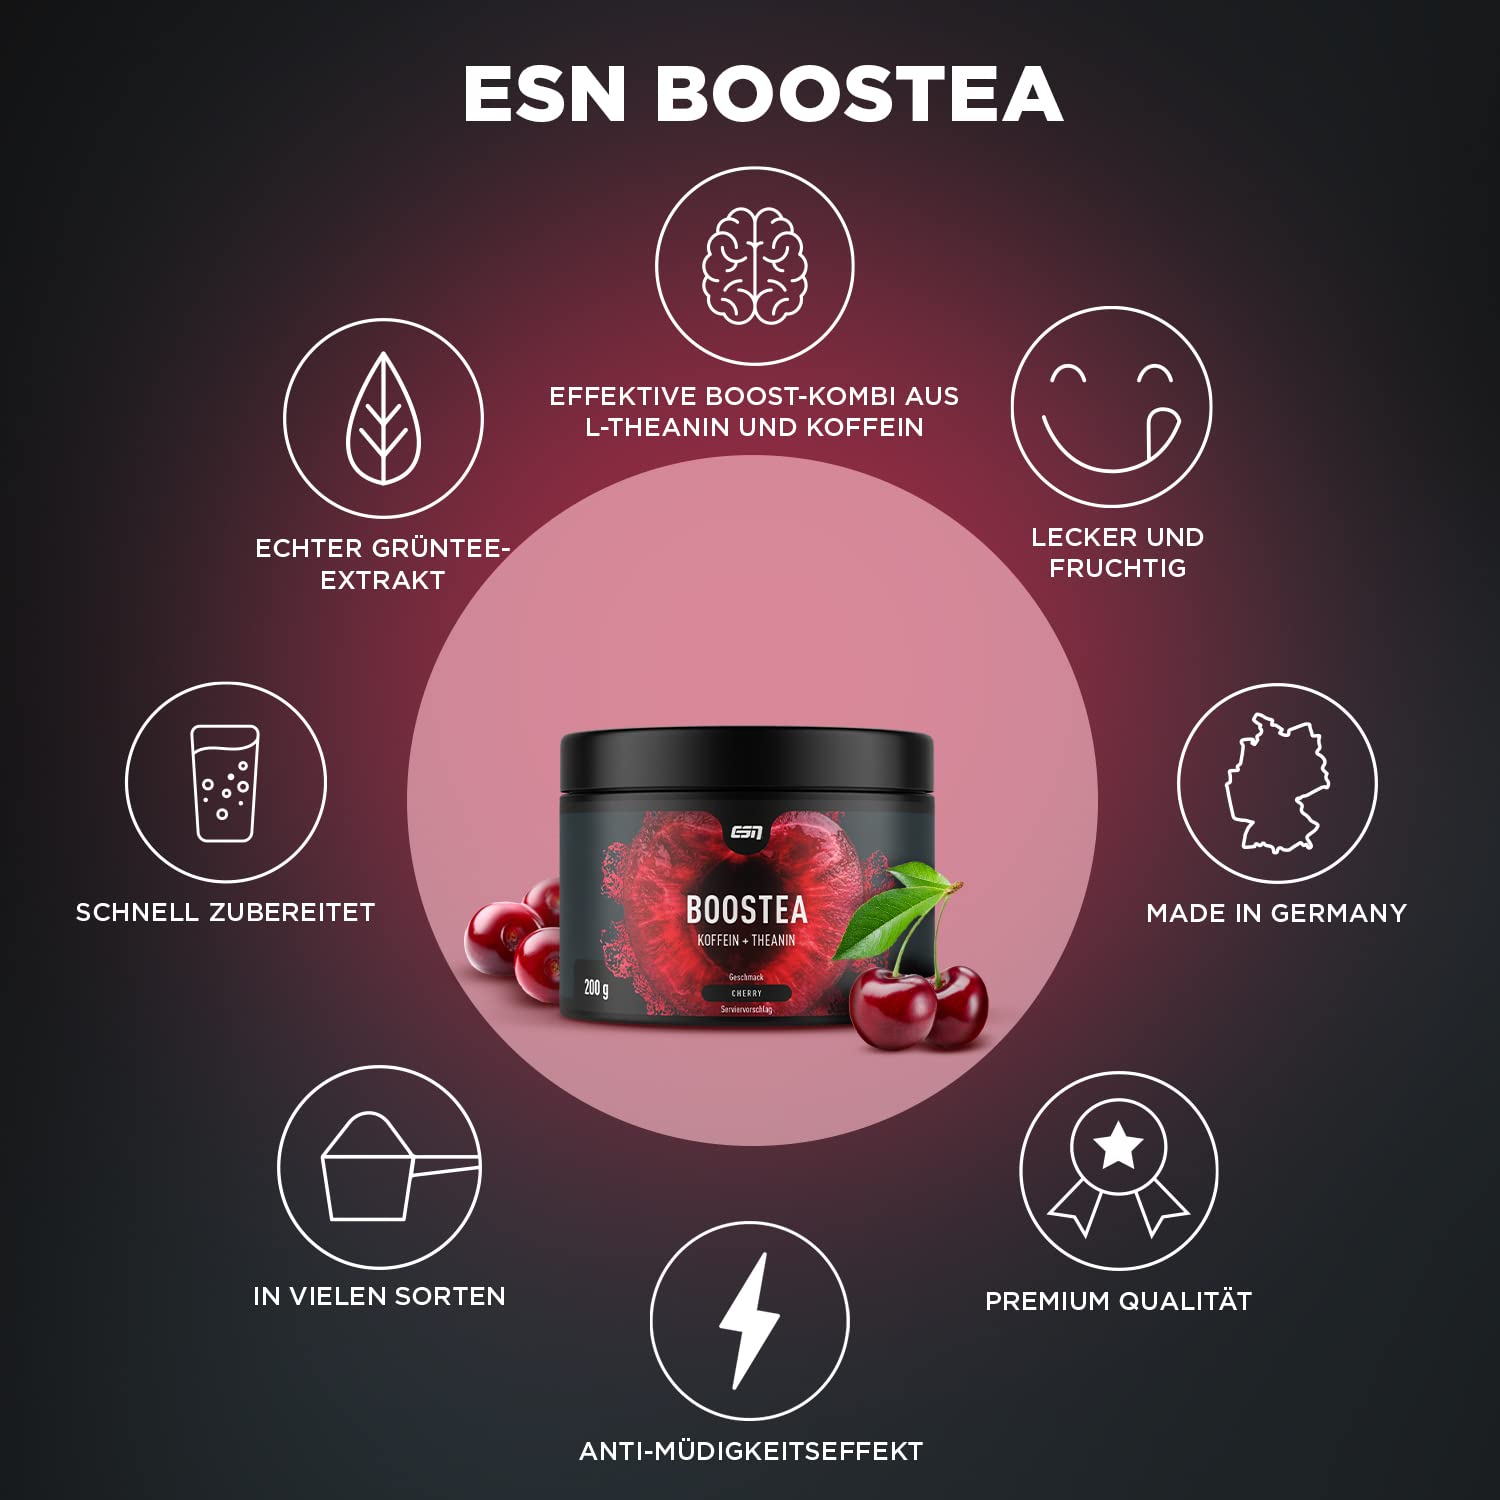 ESN BOOSTEA
EFFEKTIVE BOOST-KOMBI AUS
L-THEANIN UND KOFFEIN
ECHTER GRÜNTEE-
EXTRAKT
LECKER UND
FRUCHTIG
SCHNELL ZUBEREITET
MADE IN GERMANY
ESN
BOOSTEA
KOFFEIN + THEANIN
Geschmack
CHERRY
Serviervorschlag
200 g
IN VIELEN SORTEN
PREMIUM QUALITÄT
ANTI-MÜDIGKEITSEFFEKT